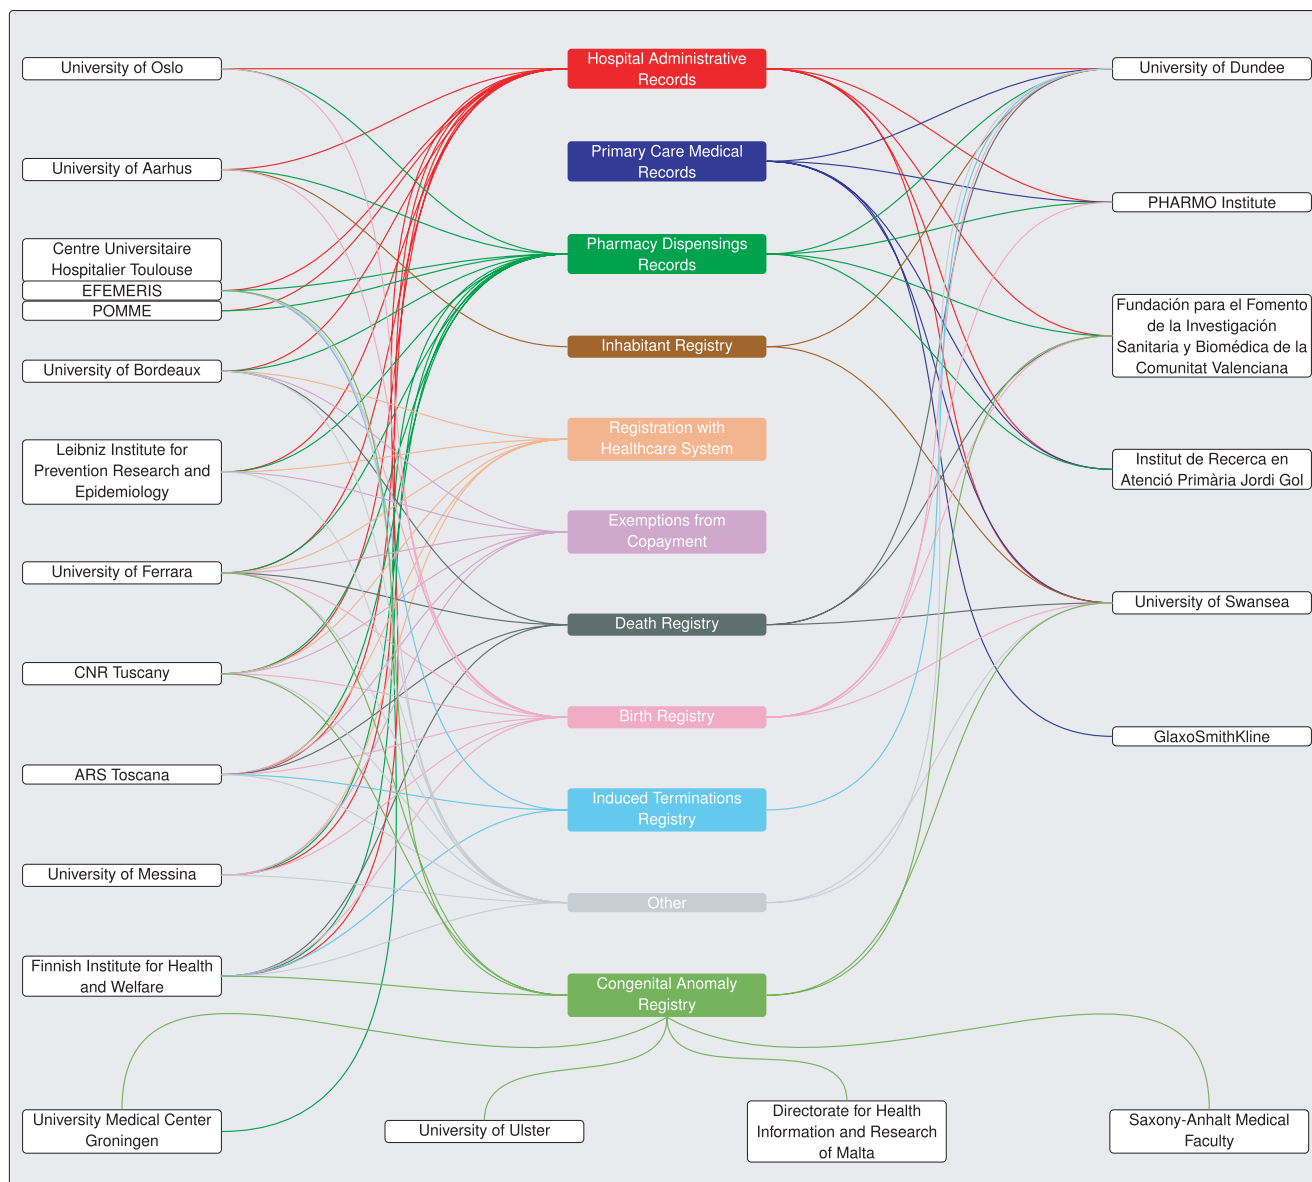 University of Oslo
University of Aarhus
Centre Universitaire
Hospitalier Toulouse
EFEMERIS
POMME
University of Bordeaux
Leibniz Institute for
Prevention Research and
Epidemiology
University of Ferrara
CNR Tuscany
ARS Toscana
University of Messina
Finnish Institute for Health
and Welfare
University Medical Center
Groningen
Hospital Administrative
Records
Primary Care Medical
Records
Pharmacy Dispensings
Records
Inhabitant Registry
Registration with
Healthcare System
Exemptions from
Copayment
Death Registry
Birth Registry
Induced Terminations
Registry
Other
Congenital Anomaly
Registry
University of Ulster
Directorate for Health
Information and Research
of Malta
University of Dundee
PHARMO Institute
Fundación para el Fomento
de la Investigación
Sanitaria y Biomédica de la
Comunitat Valenciana
Institut de Recerca en
Atenció Primària Jordi Gol
University of Swansea
GlaxoSmithKline
Saxony-Anhalt Medical
Faculty